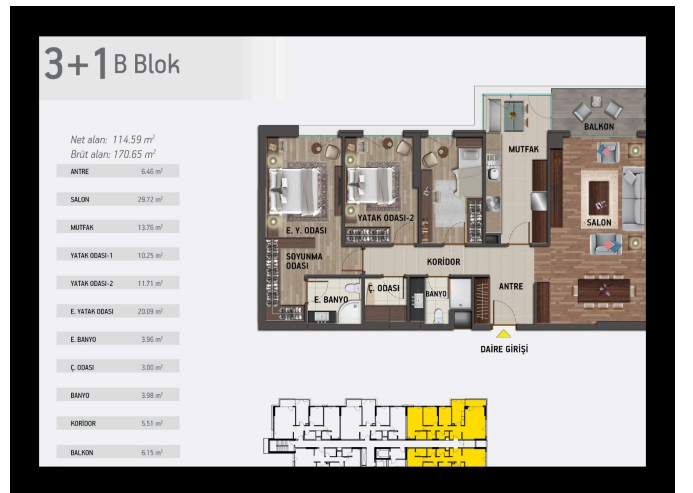 3+1 B Blok
Net alan: 114.59 m²
Brüt alan: 170.65 m²
ANTRE 6.46 m²
SALON 29.72 m²
MUTFAK 13.76 m²
YATAK ODASI-1 10.25 m²
YATAK ODASI-2 11.71 m²
E. YATAK ODASI 20.09 m²
E. BANYO 3.96 m²
Ç. ODASI 3.00 m²
BANYO 3.98 m²
KORİDOR 5.51 m²
BALKON 6.15 m²
BALKON
MUTFAK
YATAK ODASI-2
SALON
E. Y. ODASI
SOYUNMA
ODASI
KORİDOR
Ç. ODASI
ANTRE
BANYO
E. BANYO
DAİRE GİRİŞİ